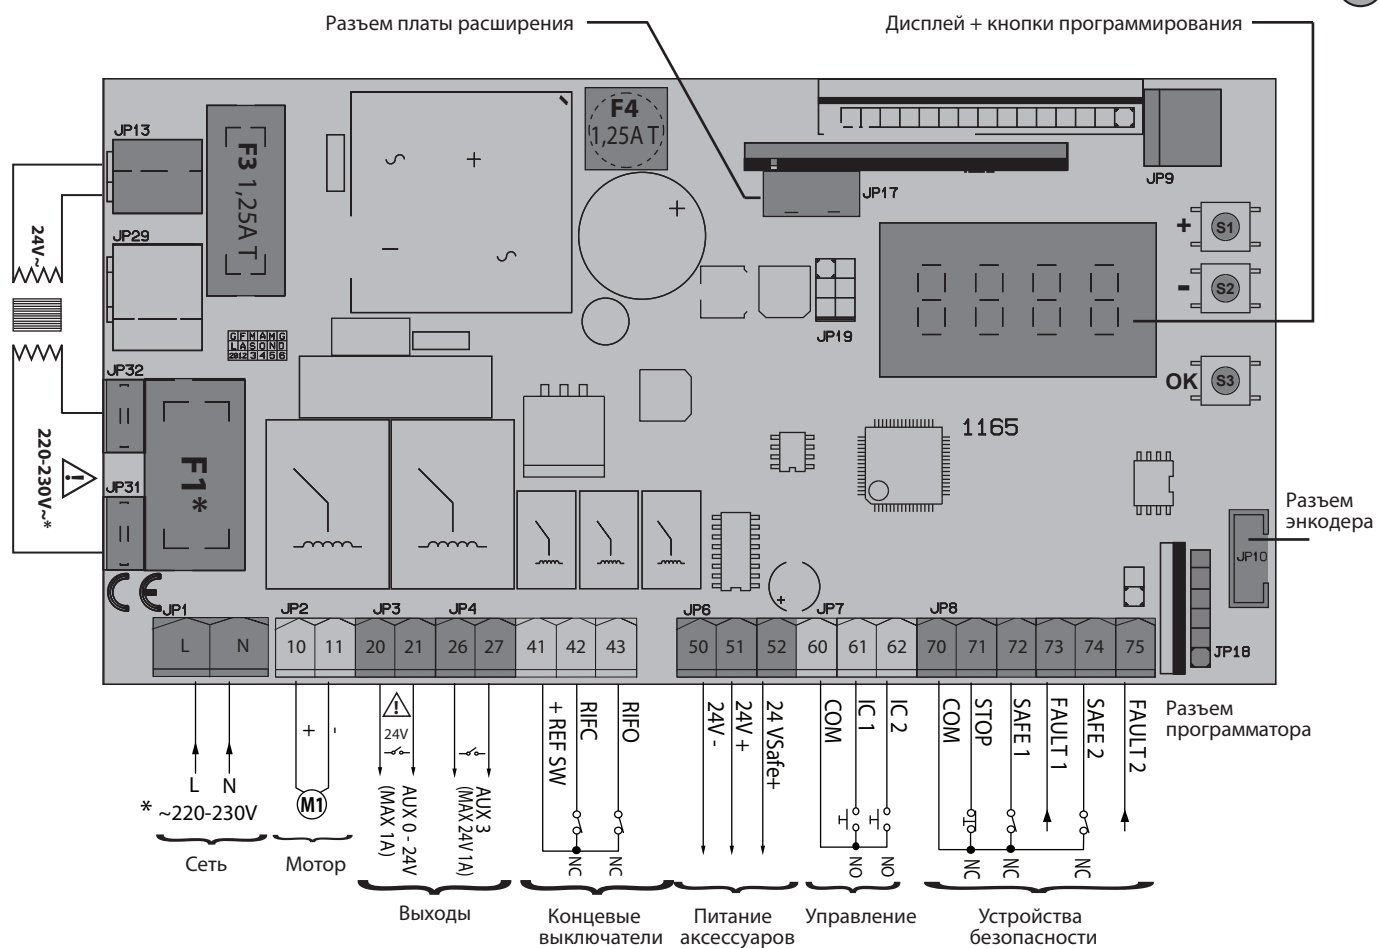 Разъем платы расширения
Дисплей + кнопки программирования
JP13
F3 1,25A T
F4
1,25A T
JP9
JP17
+ S1
- S2
OK S3
JP29
24V~
JP19
G F M A M G
L A S O N D
2012 3 4 5 6
JP32
F1*
220-230V~*
JP31
1165
Разъем
энкодера
JP10
CE
JP1
JP2
JP3
JP4
JP6
JP7
JP8
JP18
L N
10 11 20 21 26 27
41 42 43
50 51 52
60 61 62
70 71 72 73 74 75
+ -
24V
+ REF SW
RIFC
RIFO
24V -
24V +
24 VSafe+
COM
IC 1
IC 2
COM
STOP
SAFE 1
FAULT 1
SAFE 2
FAULT 2
Разъем
программатора
L N
* ~220-230V
M1
AUX 0 - 24V
(MAX 1A)
AUX 3
(MAX 24V 1A)
NC NC
NO NO
NC NC NC
Сеть
Мотор
Выходы
Концевые
выключатели
Питание
аксессуаров
Управление
Устройства
безопасности